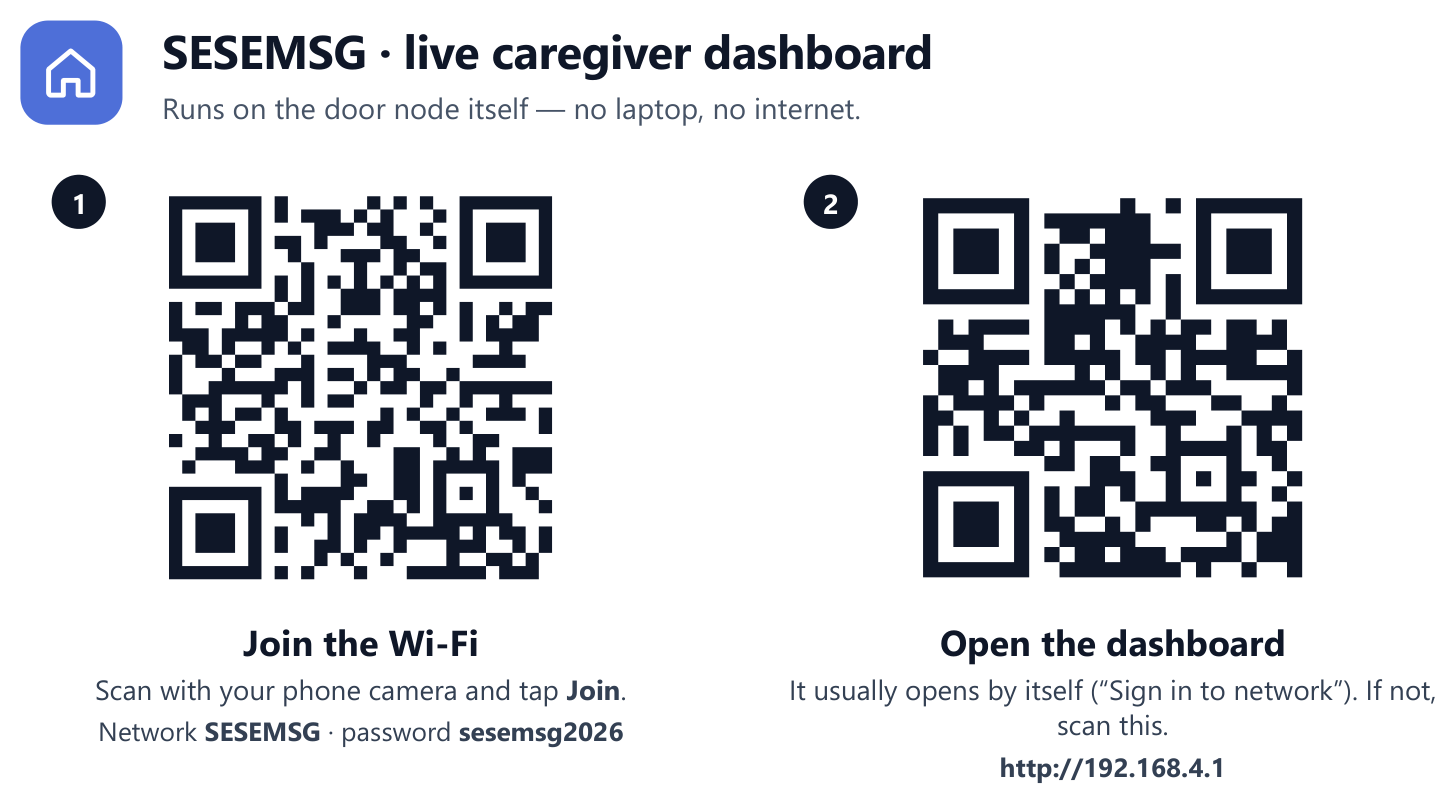 SESEMSG · live caregiver dashboard
Runs on the door node itself — no laptop, no internet.
1
Join the Wi-Fi
Scan with your phone camera and tap Join.
Network SESEMSG · password sesemsg2026
2
Open the dashboard
It usually opens by itself (“Sign in to network”). If not,
scan this.
http://192.168.4.1